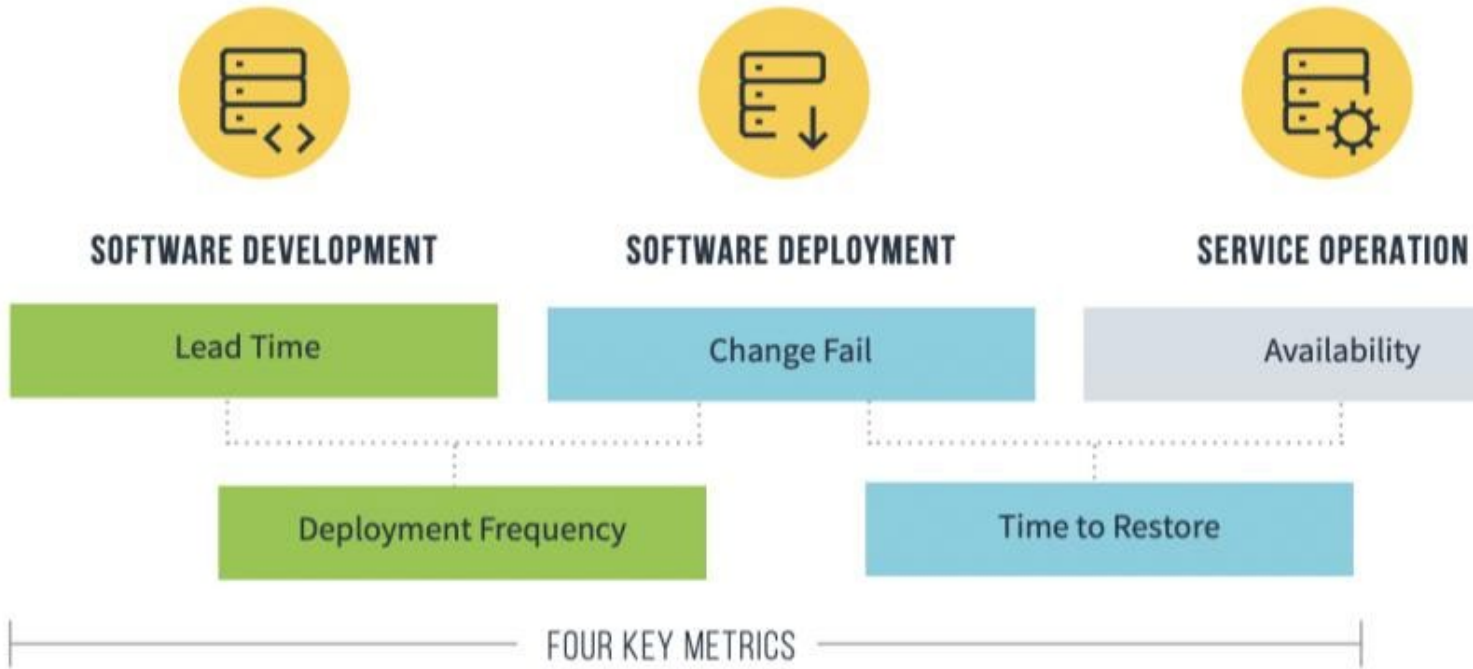 SOFTWARE DEVELOPMENT
SOFTWARE DEPLOYMENT
SERVICE OPERATION
Lead Time
Change Fail
Availability
Deployment Frequency
Time to Restore
FOUR KEY METRICS